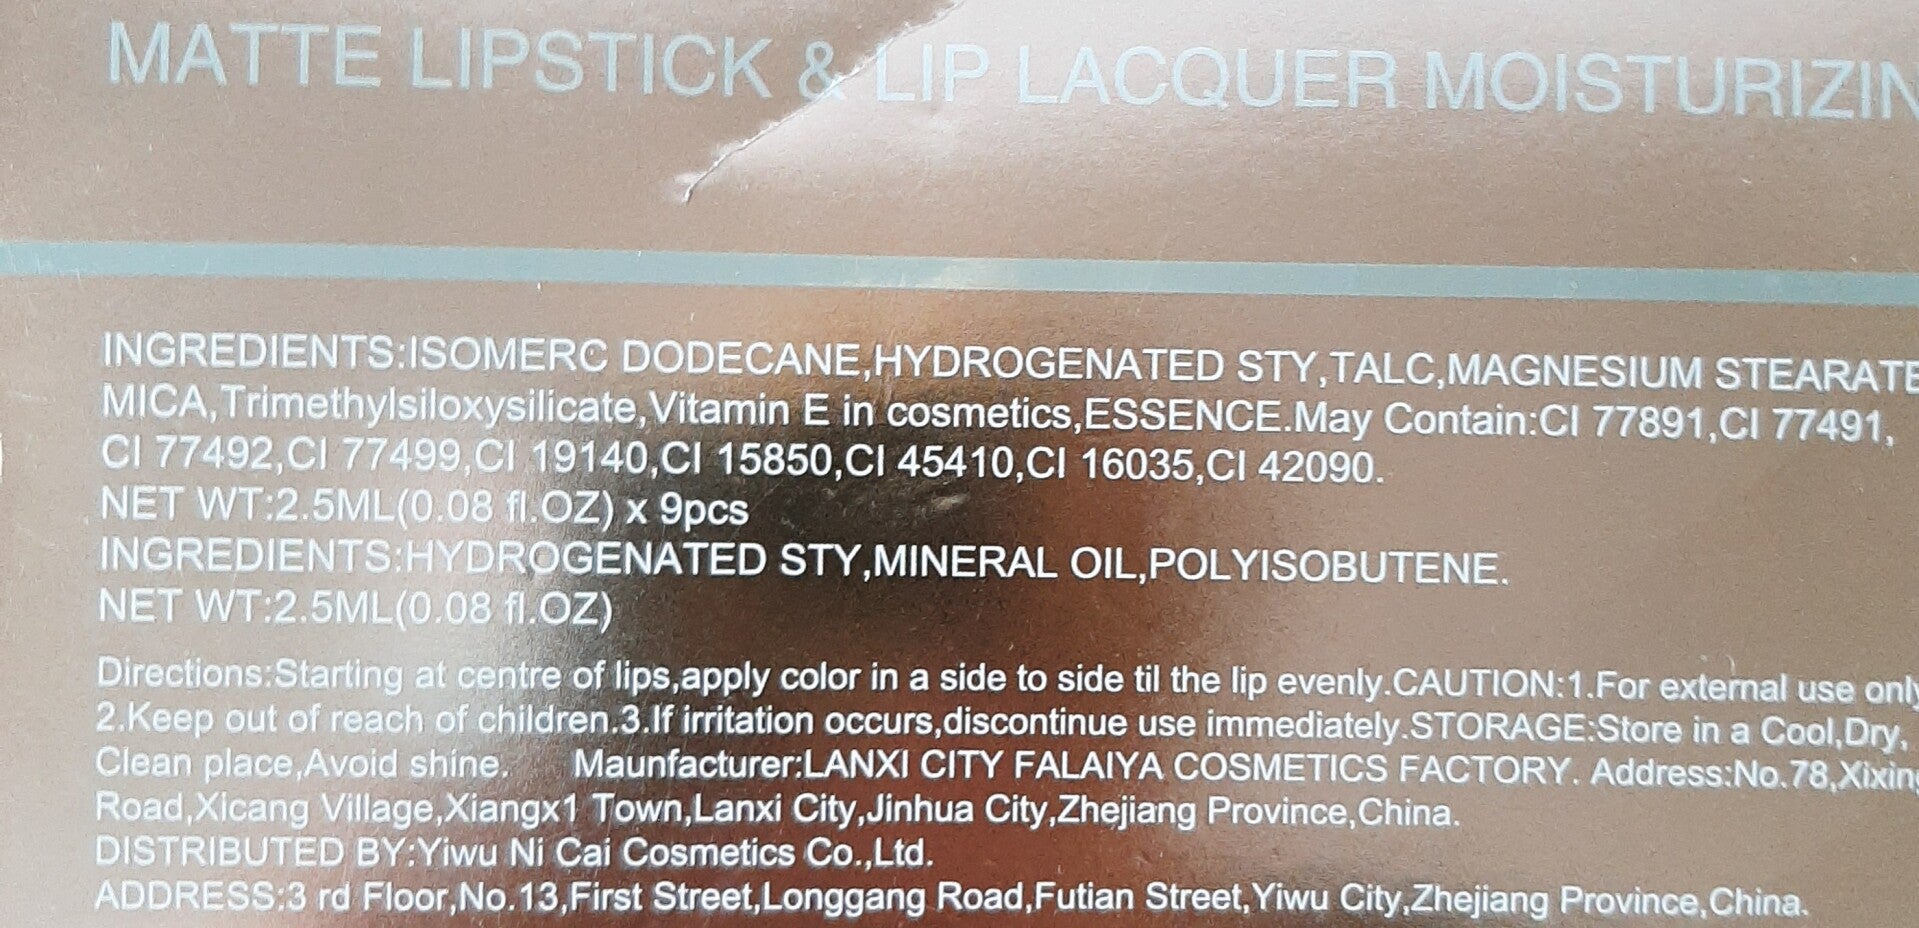 MATTE LIPSTICK & LIP LACQUER MOISTURIZIN
INGREDIENTS:ISOMERC DODECANE,HYDROGENATED STY,TALC,MAGNESIUM STEARATE
MICA,Trimethylsiloxysilicate,Vitamin E in cosmetics,ESSENCE.May Contain:CI 77891,CI 77491,
CI 77492,CI 77499,CI 19140,CI 15850,CI 45410,CI 16035,CI 42090.
NET WT:2.5ML(0.08 fl.OZ) x 9pcs
INGREDIENTS:HYDROGENATED STY,MINERAL OIL,POLYISOBUTENE.
NET WT:2.5ML(0.08 fl.OZ)
Directions:Starting at centre of lips,apply color in a side to side til the lip evenly.CAUTION:1.For external use only
2.Keep out of reach of children.3.If irritation occurs,discontinue use immediately.STORAGE:Store in a Cool,Dry,
Clean place,Avoid shine. Maunfacturer:LANXI CITY FALAIYA COSMETICS FACTORY. Address:No.78,Xixing
Road,Xicang Village,Xiangx1 Town,Lanxi City,Jinhua City,Zhejiang Province,China.
DISTRIBUTED BY:Yiwu Ni Cai Cosmetics Co.,Ltd.
ADDRESS:3 rd Floor,No.13,First Street,Longgang Road,Futian Street,Yiwu City,Zhejiang Province,China.